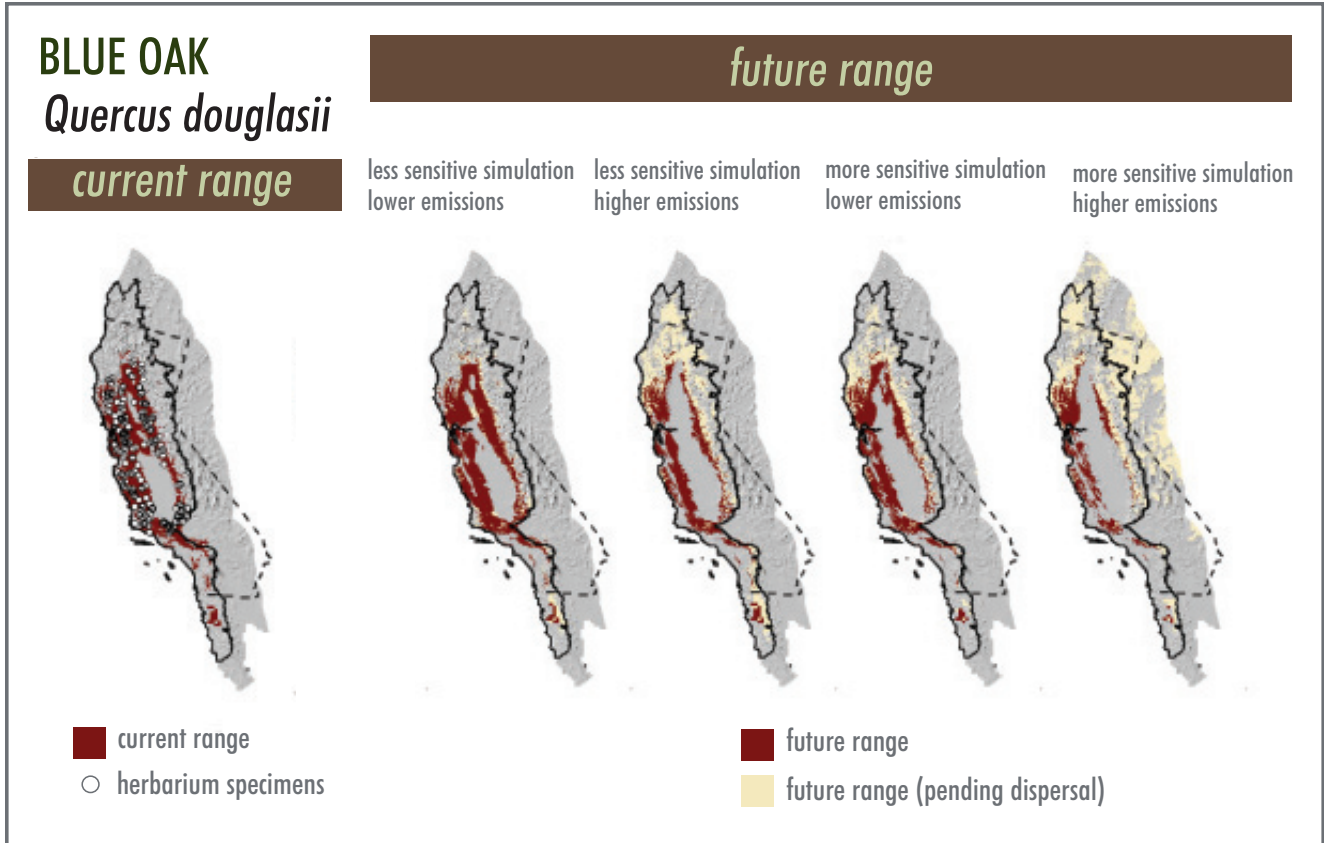 BLUE OAK
Quercus douglasii
current range
future range
less sensitive simulation
lower emissions
less sensitive simulation
higher emissions
more sensitive simulation
lower emissions
more sensitive simulation
higher emissions
current range
herbarium specimens
future range
future range (pending dispersal)